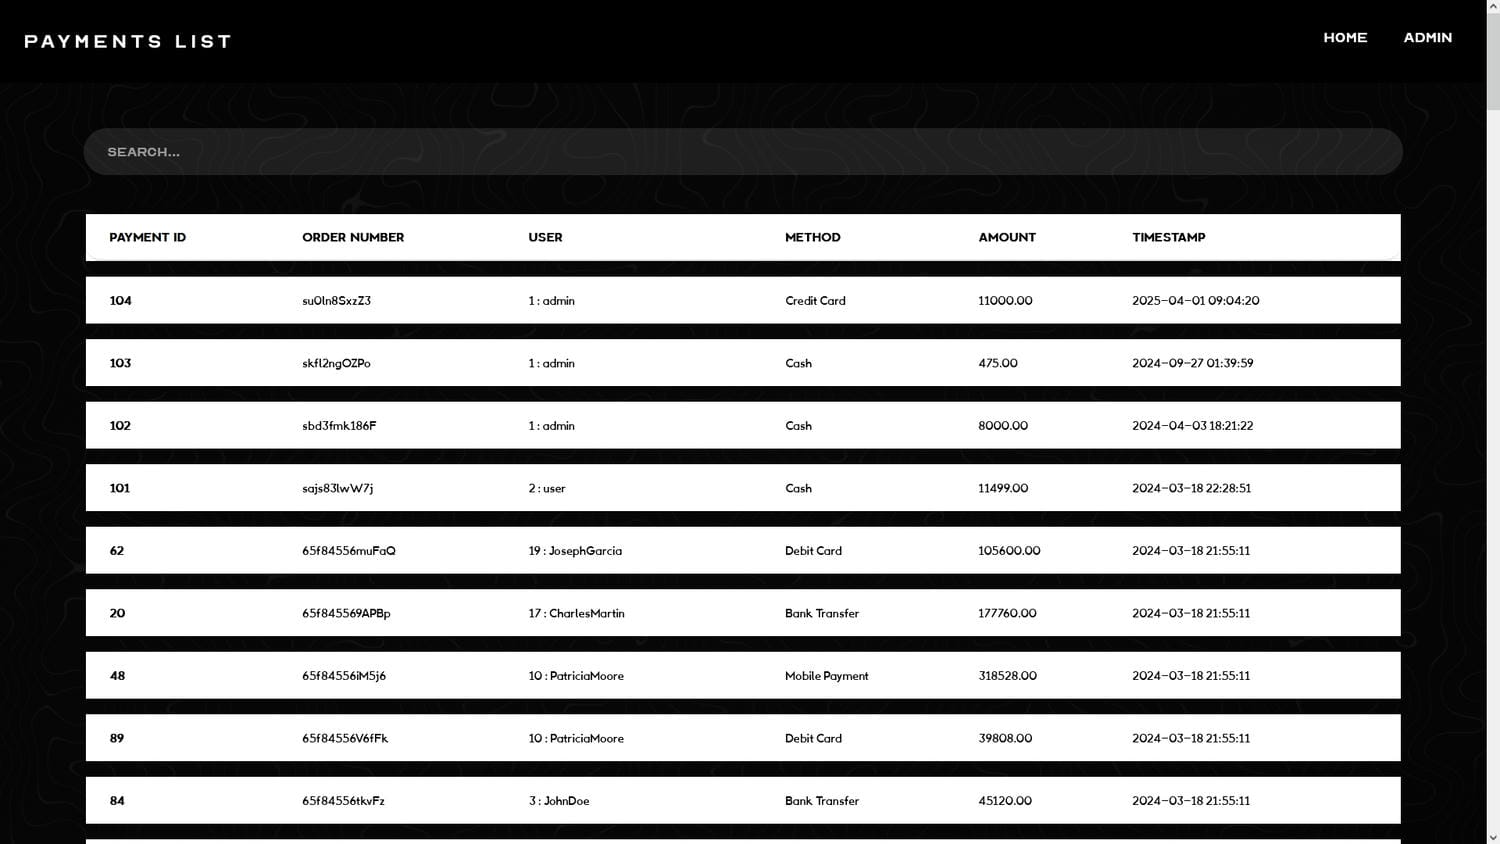 PAYMENTS LIST HOME ADMIN
SEARCH...
PAYMENT ID ORDER NUMBER USER METHOD AMOUNT TIMESTAMP
104 su0ln8SxzZ3 1 : admin Credit Card 11000.00 2025-04-01 09:04:20
103 skfl2ngOZPo 1 : admin Cash 475.00 2024-09-27 01:39:59
102 sbd3fmk186F 1 : admin Cash 8000.00 2024-04-03 18:21:22
101 sajs83lwW7j 2 : user Cash 11499.00 2024-03-18 22:28:51
62 65f84556muFaQ 19 : JosephGarcia Debit Card 105600.00 2024-03-18 21:55:11
20 65f845569APBp 17 : CharlesMartin Bank Transfer 177760.00 2024-03-18 21:55:11
48 65f84556iM5j6 10 : PatriciaMoore Mobile Payment 318528.00 2024-03-18 21:55:11
89 65f84556V6fFk 10 : PatriciaMoore Debit Card 39808.00 2024-03-18 21:55:11
84 65f84556tkvFz 3 : JohnDoe Bank Transfer 45120.00 2024-03-18 21:55:11